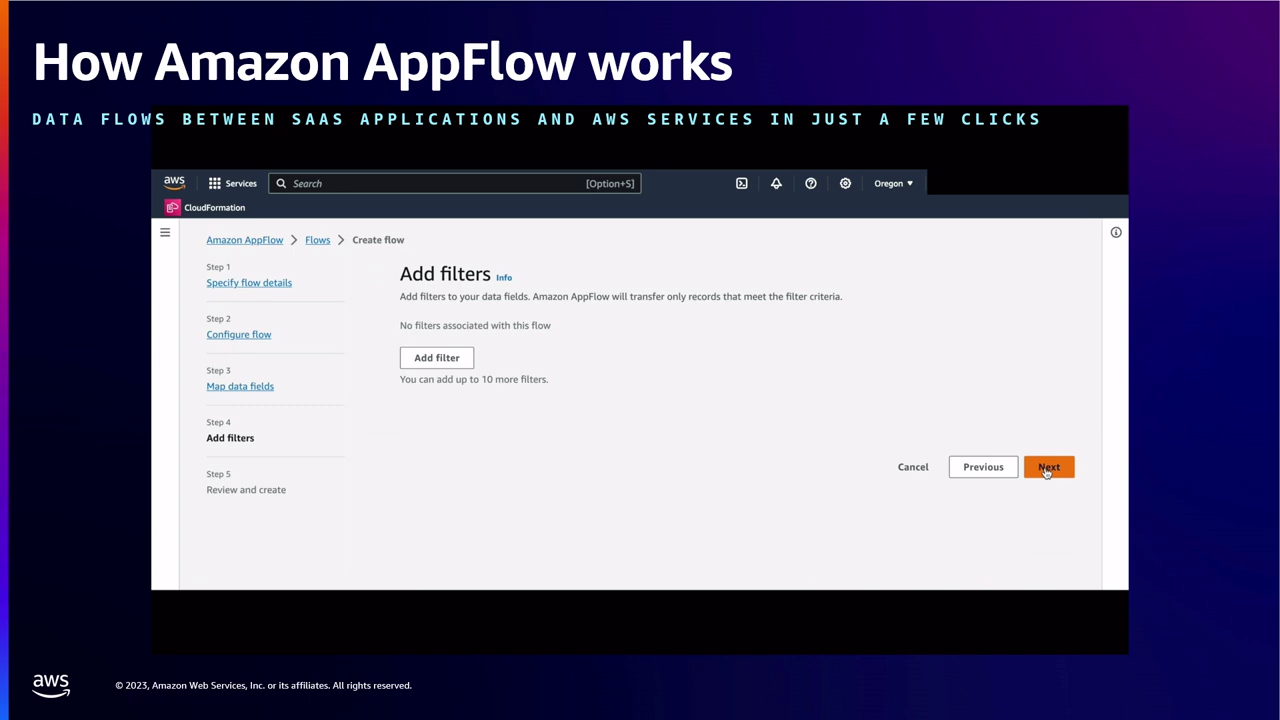 How Amazon AppFlow works
DATA FLOWS BETWEEN SAAS APPLICATIONS AND AWS SERVICES IN JUST A FEW CLICKS
aws
Services
Search
[Option+S]
Oregon
CloudFormation
Amazon AppFlow
Flows
Create flow
Step 1
Specify flow details
Step 2
Configure flow
Step 3
Map data fields
Step 4
Add filters
Step 5
Review and create
Add filters Info
Add filters to your data fields. Amazon AppFlow will transfer only records that meet the filter criteria.
No filters associated with this flow
Add filter
You can add up to 10 more filters.
Cancel
Previous
Next
aws
© 2023, Amazon Web Services, Inc. or its affiliates. All rights reserved.